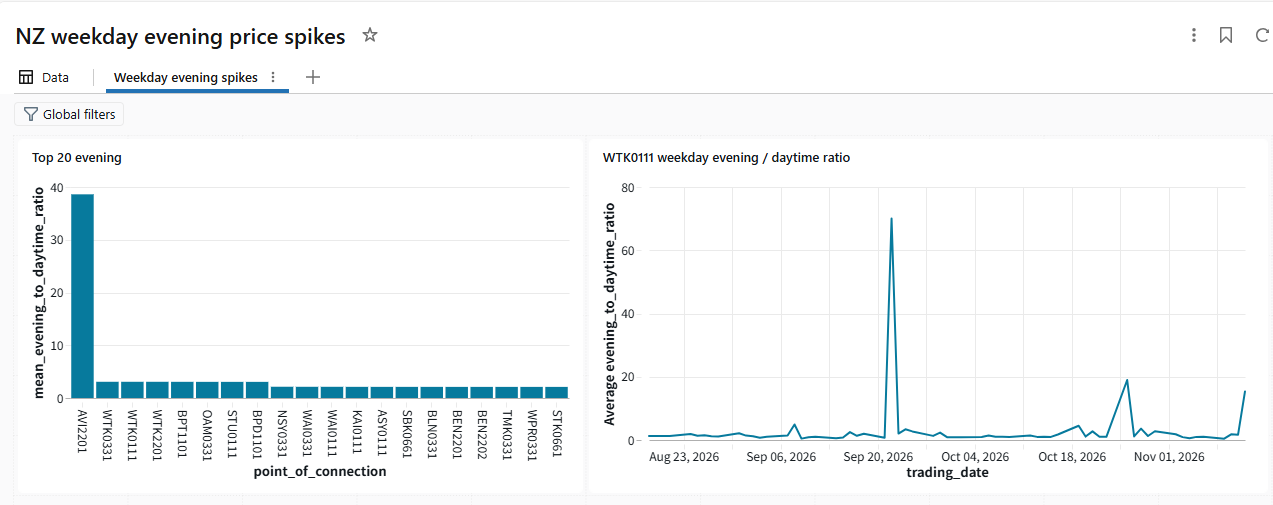 NZ weekday evening price spikes
Data
Weekday evening spikes
Global filters
Top 20 evening
mean_evening_to_daytime_ratio
40
30
20
10
0
AVI2201
WTK0331
WTK0111
WTK2201
BPT1101
OAM0331
STU0111
BPD1101
NSY0331
WAI0331
WAI0111
KAI0111
ASY0111
SBK0661
BLN0331
BEN2201
BEN2202
TMK0331
WPR0331
STK0661
point_of_connection
WTK0111 weekday evening / daytime ratio
Average evening_to_daytime_ratio
80
60
40
20
0
Aug 23, 2026
Sep 06, 2026
Sep 20, 2026
Oct 04, 2026
Oct 18, 2026
Nov 01, 2026
trading_date